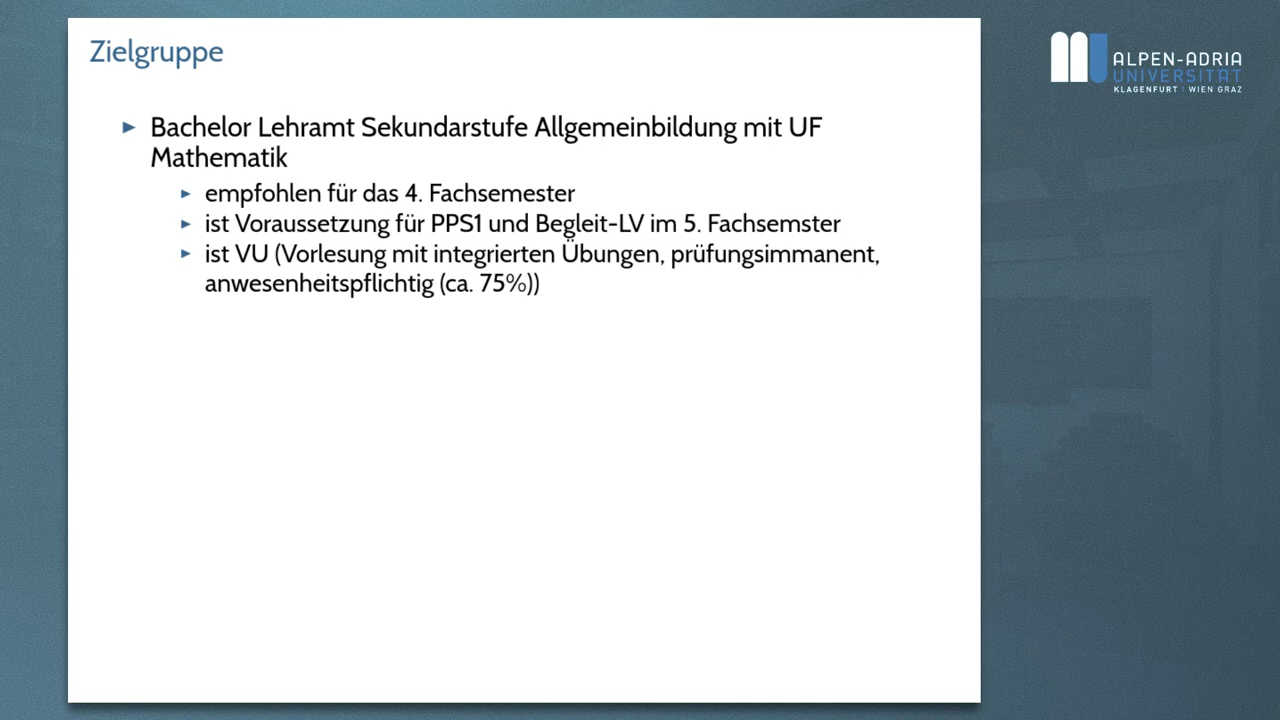 Zielgruppe
Bachelor Lehramt Sekundarstufe Allgemeinbildung mit UF
Mathematik
empfohlen für das 4. Fachsemester
ist Voraussetzung für PPS1 und Begleit-LV im 5. Fachsemster
ist VU (Vorlesung mit integrierten Übungen, prüfungsimmanent,
anwesenheitspflichtig (ca. 75%))
ALPEN-ADRIA
UNIVERSITÄT
KLAGENFURT | WIEN GRAZ